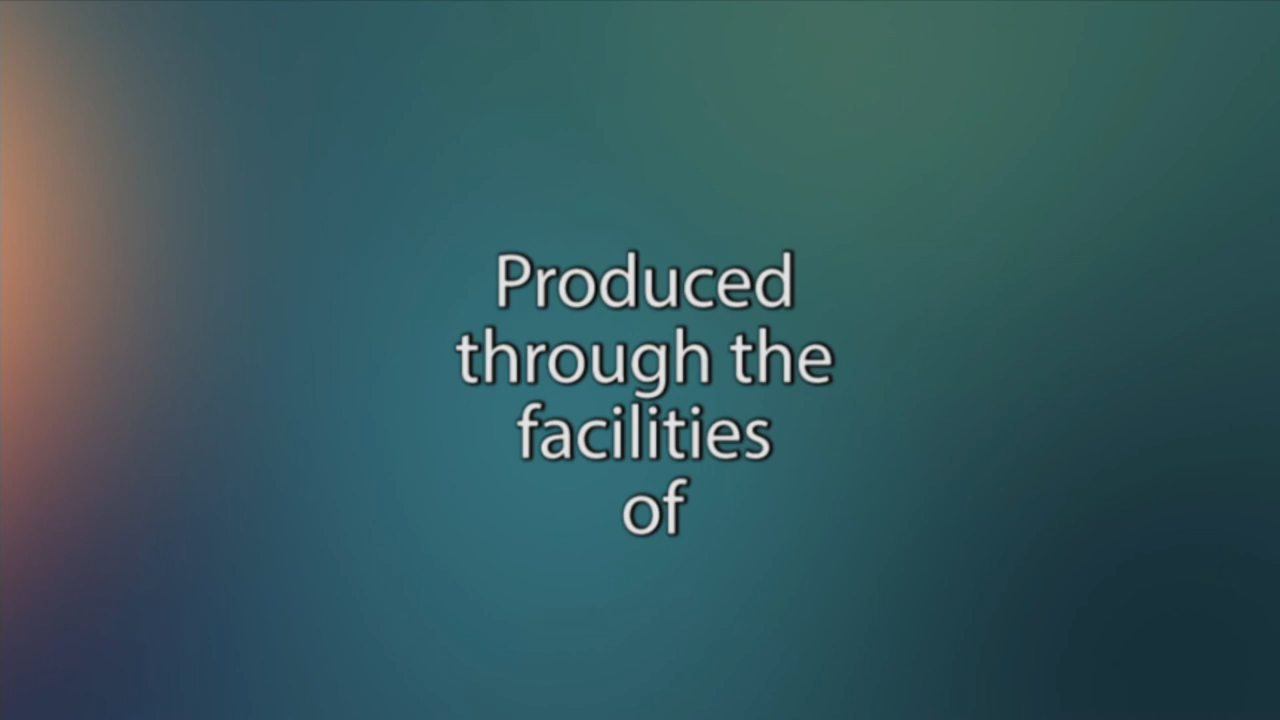 Produced
through the
facilities
of